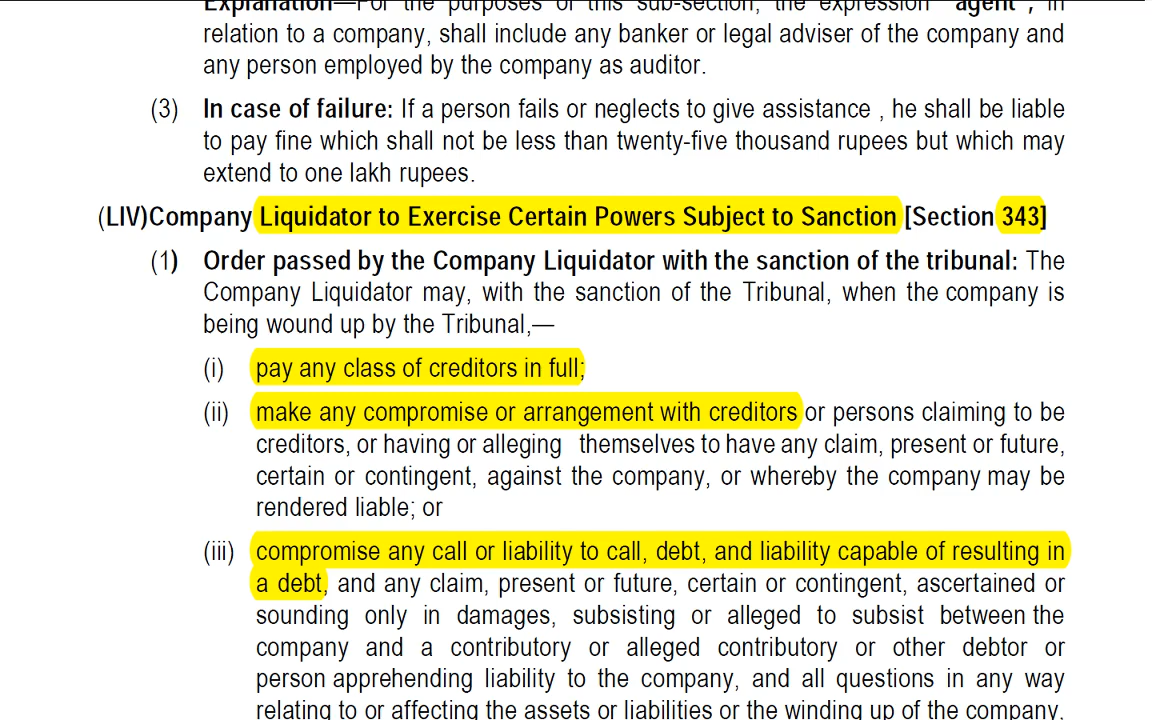 Explanation—For the purposes of this sub-section, the expression "agent", in
relation to a company, shall include any banker or legal adviser of the company and
any person employed by the company as auditor.
(3) In case of failure: If a person fails or neglects to give assistance , he shall be liable
to pay fine which shall not be less than twenty-five thousand rupees but which may
extend to one lakh rupees.
(LIV)Company Liquidator to Exercise Certain Powers Subject to Sanction [Section 343]
(1) Order passed by the Company Liquidator with the sanction of the tribunal: The
Company Liquidator may, with the sanction of the Tribunal, when the company is
being wound up by the Tribunal,—
(i) pay any class of creditors in full;
(ii) make any compromise or arrangement with creditors or persons claiming to be
creditors, or having or alleging themselves to have any claim, present or future,
certain or contingent, against the company, or whereby the company may be
rendered liable; or
(iii) compromise any call or liability to call, debt, and liability capable of resulting in
a debt, and any claim, present or future, certain or contingent, ascertained or
sounding only in damages, subsisting or alleged to subsist between the
company and a contributory or alleged contributory or other debtor or
person apprehending liability to the company, and all questions in any way
relating to or affecting the assets or liabilities or the winding up of the company,